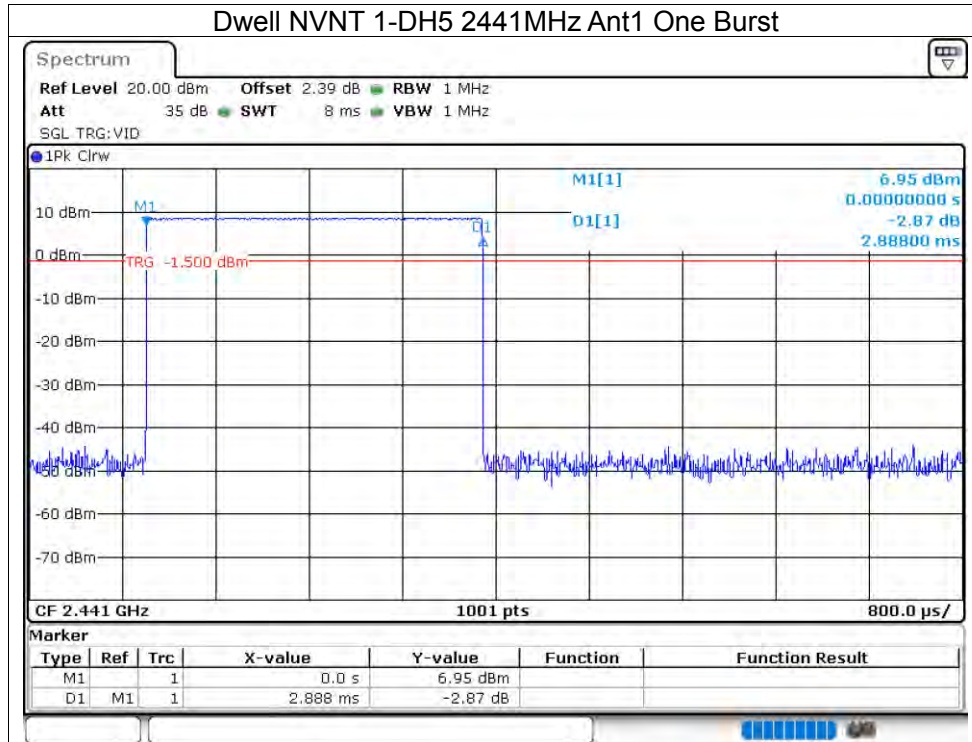 Dwell NVNT 1-DH5 2441MHz Ant1 One Burst
Spectrum
Ref Level 20.00 dBm Offset 2.39 dB RBW 1 MHz
Att 35 dB SWT 8 ms VBW 1 MHz
SGL TRG:VID
1Pk Clrw
M1[1] 6.95 dBm
0.00000000 s
D1[1] -2.87 dB
2.88800 ms
M1
D1
10 dBm
0 dBm
TRG -1.500 dBm
-10 dBm
-20 dBm
-30 dBm
-40 dBm
-50 dBm
-60 dBm
-70 dBm
CF 2.441 GHz 1001 pts 800.0 µs/
Marker
Type Ref Trc X-value Y-value Function Function Result
M1 1 0.0 s 6.95 dBm
D1 M1 1 2.888 ms -2.87 dB